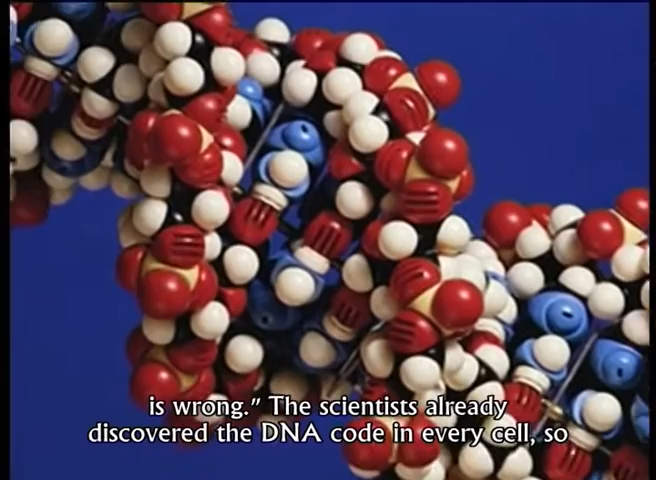 is wrong.” The scientists already
discovered the DNA code in every cell, so